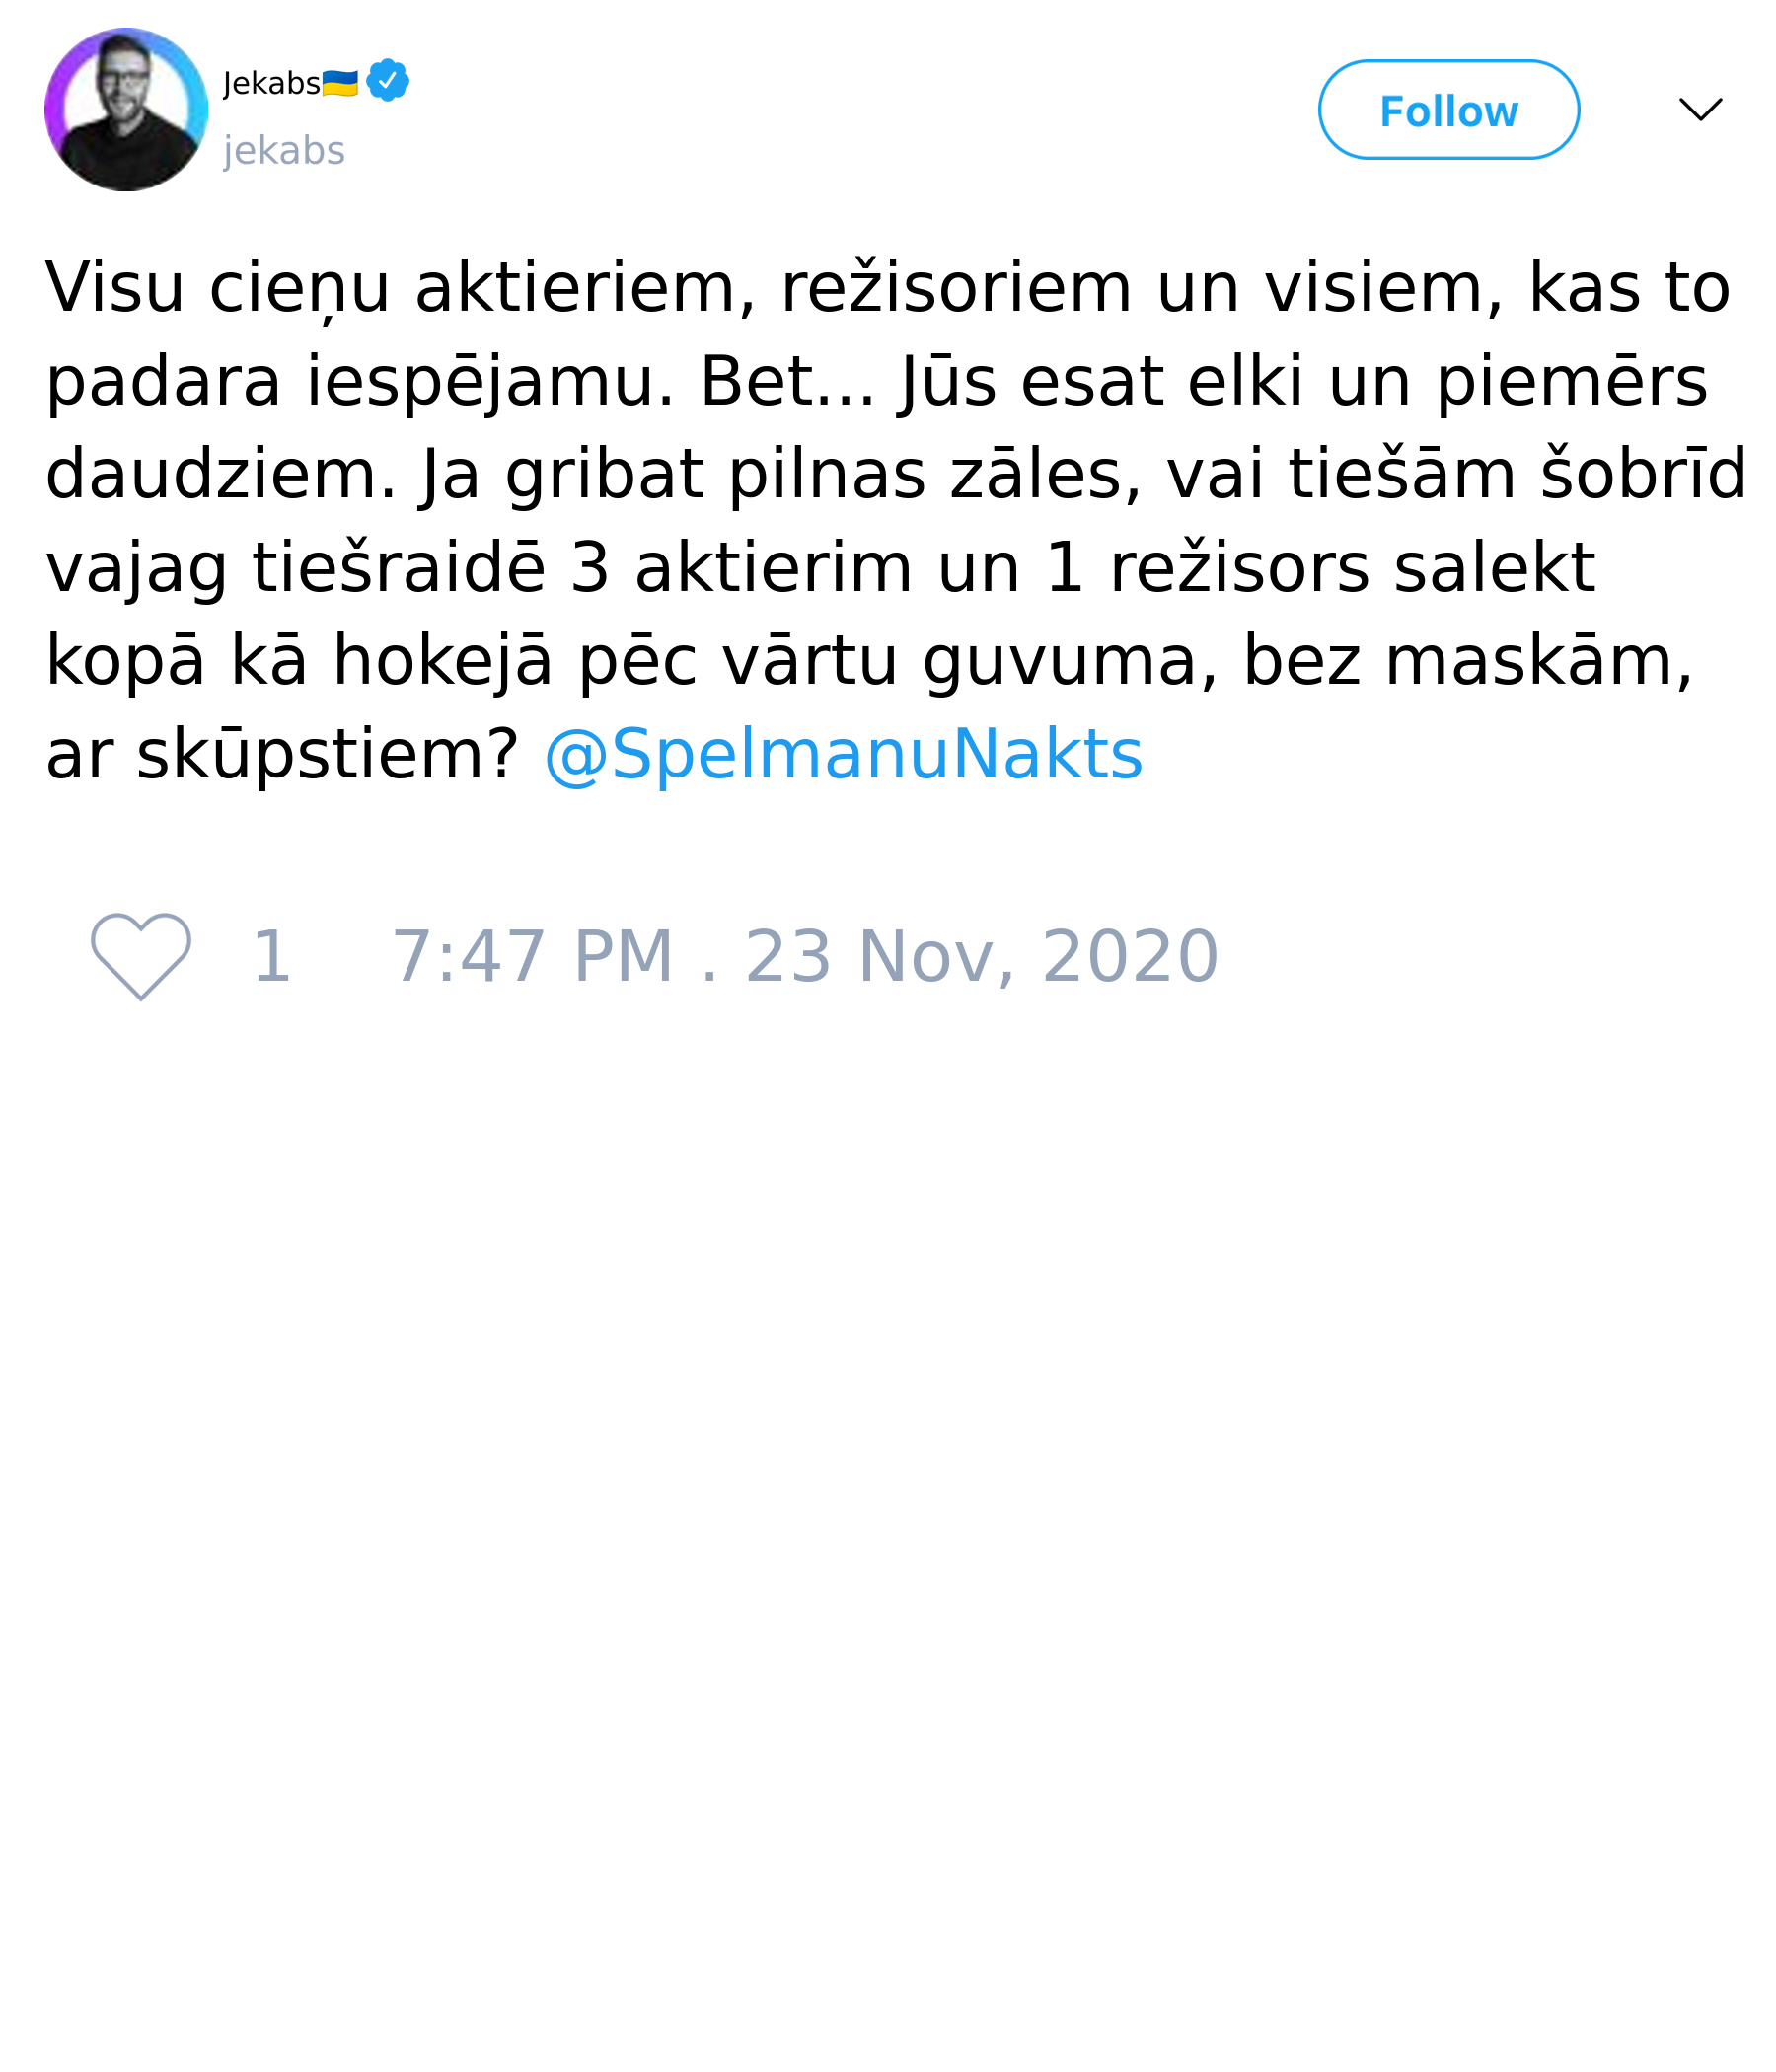 Jekabs🇺🇦
jekabs
Follow
Visu cieņu aktieriem, režisoriem un visiem, kas to
padara iespējamu. Bet... Jūs esat elki un piemērs
daudziem. Ja gribat pilnas zāles, vai tiešām šobrīd
vajag tiešraidē 3 aktierim un 1 režisors salekt
kopā kā hokejā pēc vārtu guvuma, bez maskām,
ar skūpstiem? @SpelmanuNakts
1 7:47 PM . 23 Nov, 2020